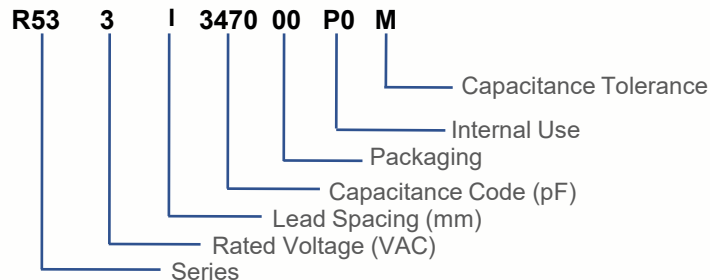 R53 3 I 3470 00 P0 M
Capacitance Tolerance
Internal Use
Packaging
Capacitance Code (pF)
Lead Spacing (mm)
Rated Voltage (VAC)
Series